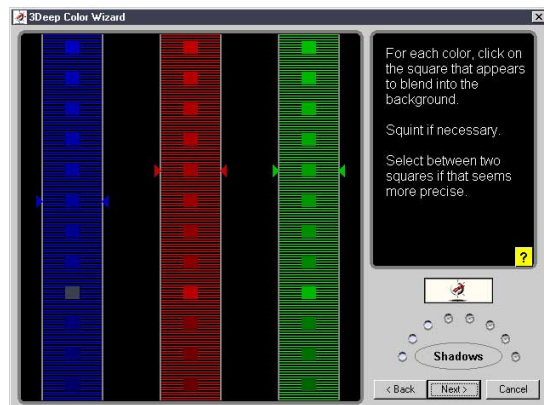 3Deep Color Wizard
For each color, click on
the square that appears
to blend into the
background.
Squint if necessary.
Select between two
squares if that seems
more precise.
?
Shadows
< Back
Next >
Cancel